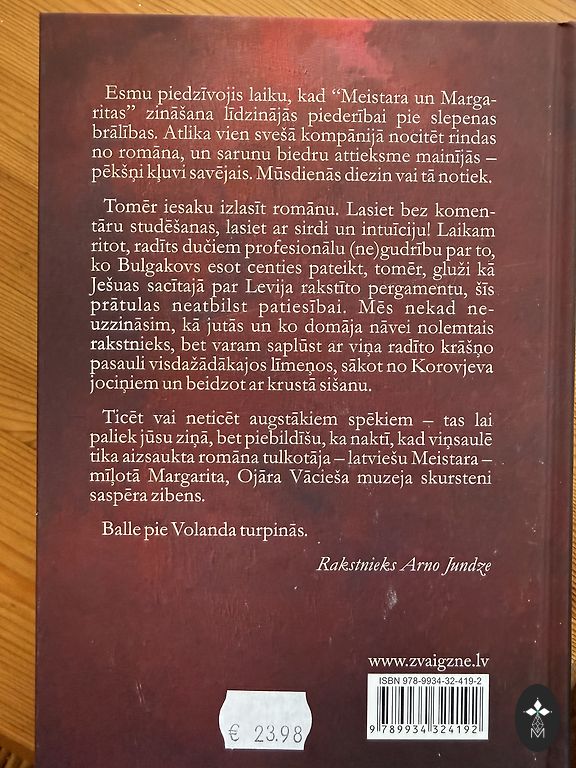 Esmu piedzīvojis laiku, kad “Meistara un Marga-
ritas” zināšana līdzinājās piederībai pie slepenas
brālības. Atlika vien svešā kompānijā nocitēt rindas
no romāna, un sarunu biedru attieksme mainījās –
pēkšņi kļuvi savējais. Mūsdienās diezin vai tā notiek.
Tomēr iesaku izlasīt romānu. Lasiet bez komen-
tāru studēšanas, lasiet ar sirdi un intuīciju! Laikam
ritot, radīts dučiem profesionālu (ne)gudrību par to,
ko Bulgakovs esot centies pateikt, tomēr, gluži kā
Ješuas sacītajā par Levija rakstīto pergamentu, šīs
prātulas neatbilst patiesībai. Mēs nekad ne-
uzzināsim, kā jutās un ko domāja nāvei nolemtais
rakstnieks, bet varam saplūst ar viņa radīto krāšņo
pasauli visdažādākajos līmeņos, sākot no Korovjeva
jociņiem un beidzot ar krustā sišanu.
Ticēt vai neticēt augstākiem spēkiem – tas lai
paliek jūsu ziņā, bet piebildīšu, ka naktī, kad viņsaulē
tika aizsaukta romāna tulkotāja – latviešu Meistara –
mīļotā Margarita, Ojāra Vācieša muzeja skursteni
saspēra zibens.
Balle pie Volanda turpinās.
Rakstnieks Arno Jundze
www.zvaigzne.lv
ISBN 978-9934-32-419-2
9 789934 324192
€ 23.98
M